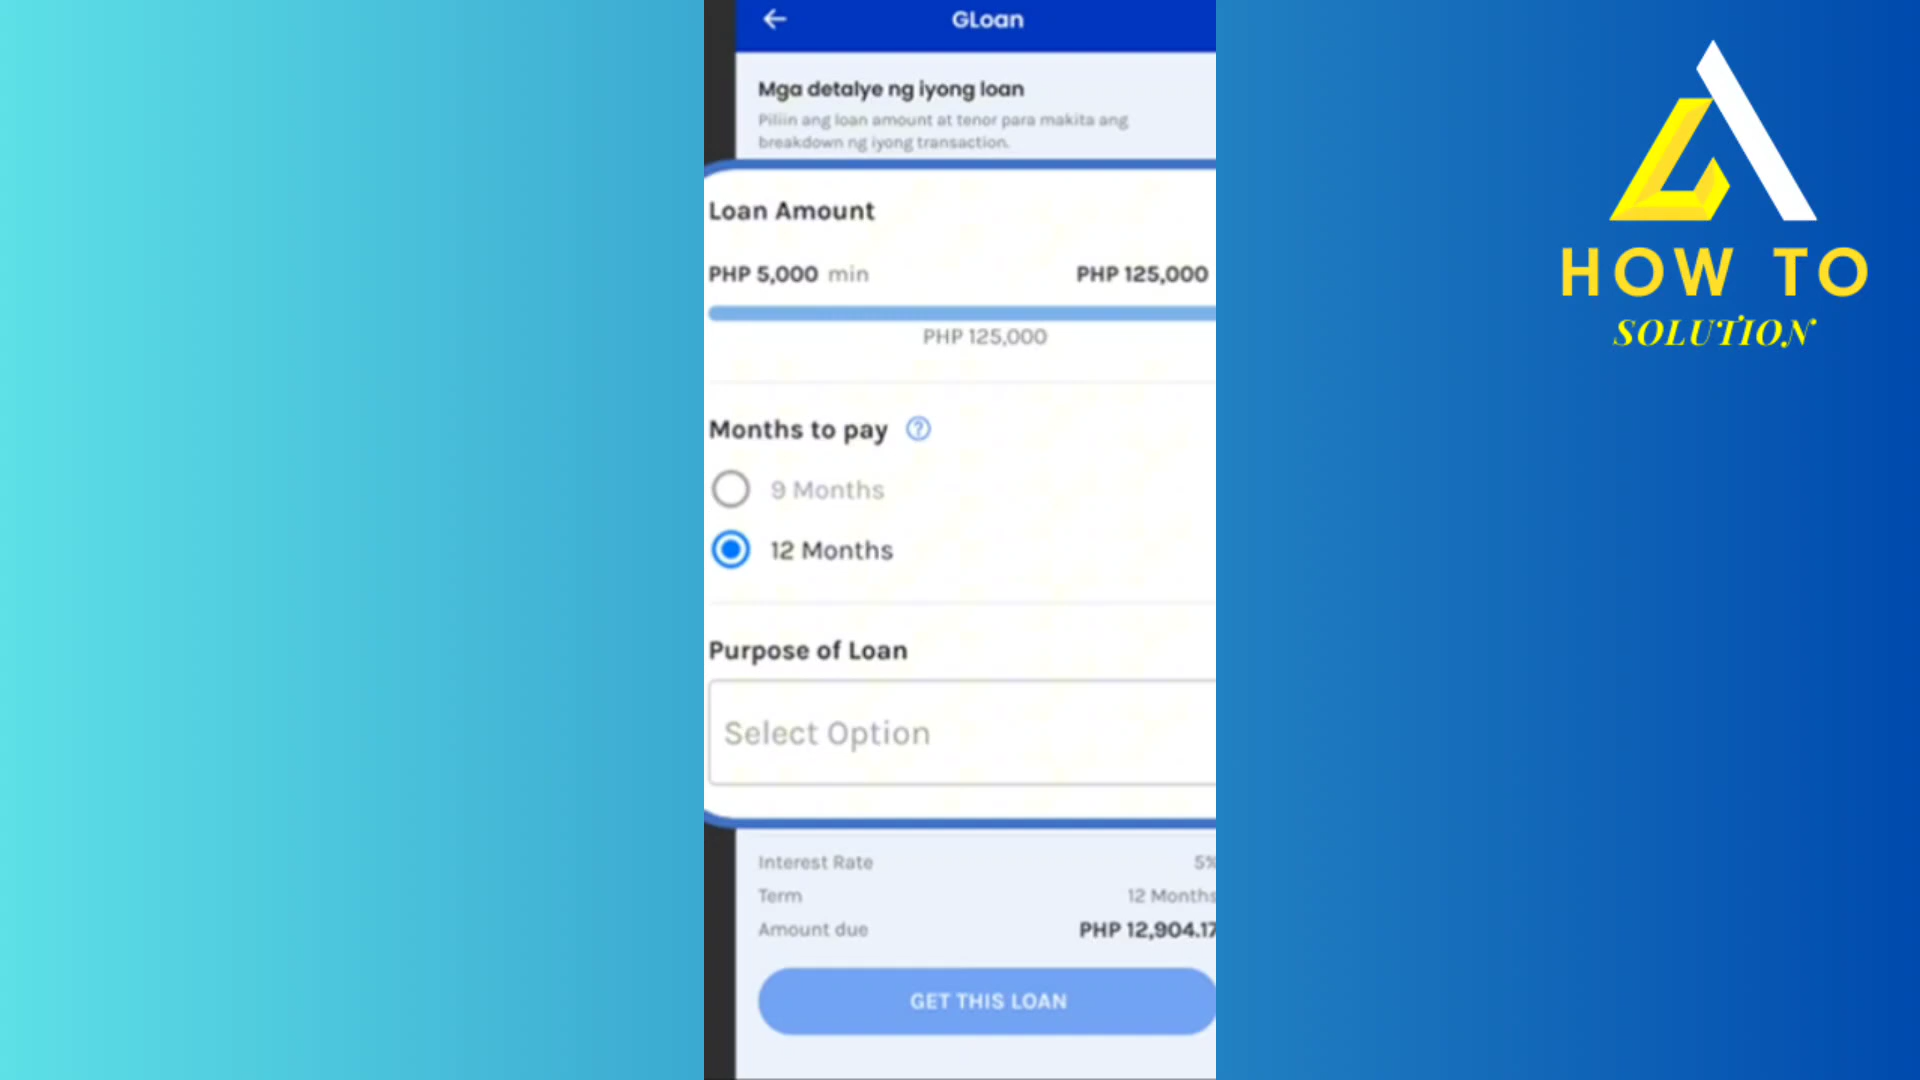 GLoan
Mga detalye ng iyong loan
Piliin ang loan amount at tenor para makita ang
breakdown ng iyong transaction.
Loan Amount
PHP 5,000 min PHP 125,000
PHP 125,000
Months to pay ?
9 Months
12 Months
Purpose of Loan
Select Option
Interest Rate 5%
Term 12 Months
Amount due PHP 12,904.17
GET THIS LOAN
HOW TO
SOLUTION